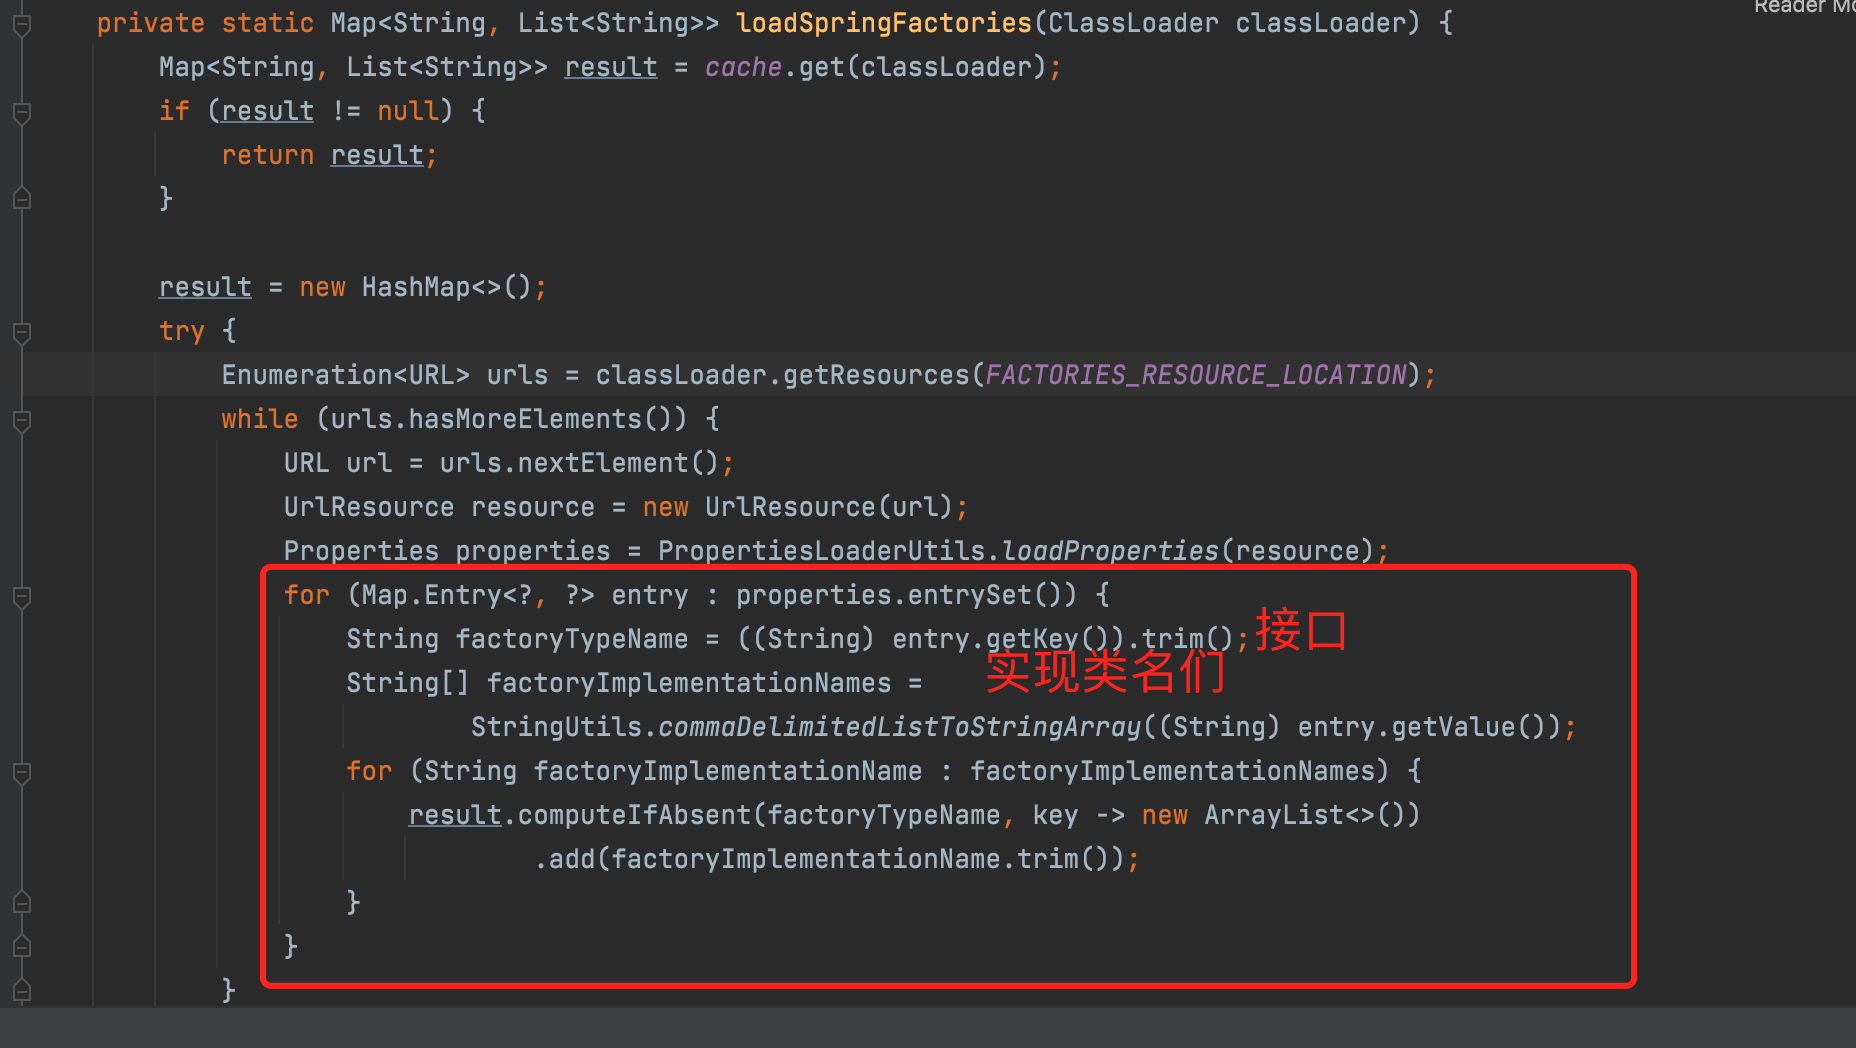 Reader Mo
private static Map<String, List<String>> loadSpringFactories(ClassLoader classLoader) {
Map<String, List<String>> result = cache.get(classLoader);
if (result != null) {
return result;
}
result = new HashMap<>();
try {
Enumeration<URL> urls = classLoader.getResources(FACTORIES_RESOURCE_LOCATION);
while (urls.hasMoreElements()) {
URL url = urls.nextElement();
UrlResource resource = new UrlResource(url);
Properties properties = PropertiesLoaderUtils.loadProperties(resource);
for (Map.Entry<?, ?> entry : properties.entrySet()) {
String factoryTypeName = ((String) entry.getKey()).trim(); 接口
String[] factoryImplementationNames = 实现类名们
StringUtils.commaDelimitedListToStringArray((String) entry.getValue());
for (String factoryImplementationName : factoryImplementationNames) {
result.computeIfAbsent(factoryTypeName, key -> new ArrayList<>())
.add(factoryImplementationName.trim());
}
}
}